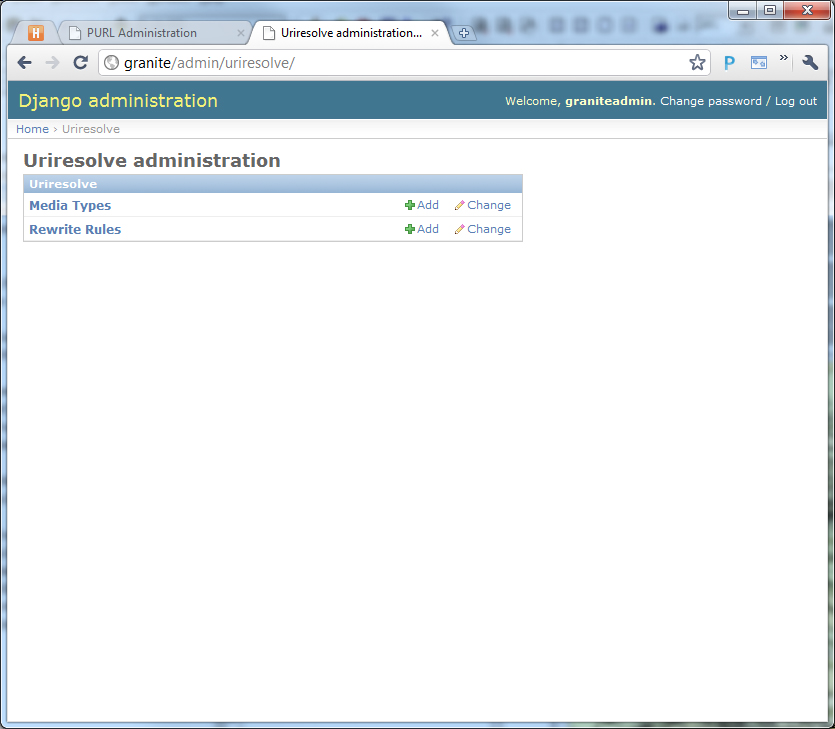 H PURL Administration × Uriresolve administration... ×
granite/admin/uriresolve/ P »
Django administration Welcome, graniteadmin. Change password / Log out
Home › Uriresolve
Uriresolve administration
Uriresolve
Media Types Add Change
Rewrite Rules Add Change